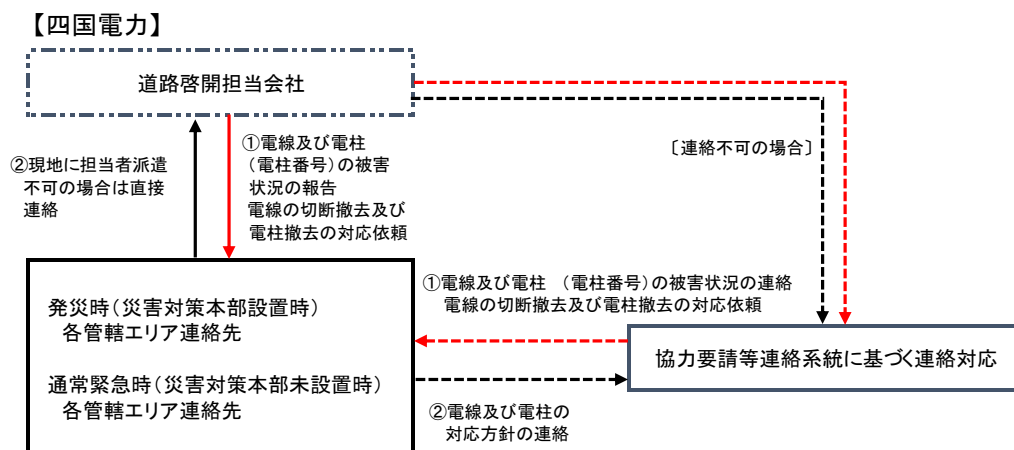 【四国電力】
道路啓開担当会社
①電線及び電柱
（電柱番号）の被害
状況の報告
電線の切断撤去及び
電柱撤去の対応依頼
②現地に担当者派遣
不可の場合は直接
連絡
〔連絡不可の場合〕
発災時（災害対策本部設置時）
各管轄エリア連絡先
通常緊急時（災害対策本部未設置時）
各管轄エリア連絡先
①電線及び電柱　（電柱番号）の被害状況の連絡
電線の切断撤去及び電柱撤去の対応依頼
協力要請等連絡系統に基づく連絡対応
②電線及び電柱の
対応方針の連絡